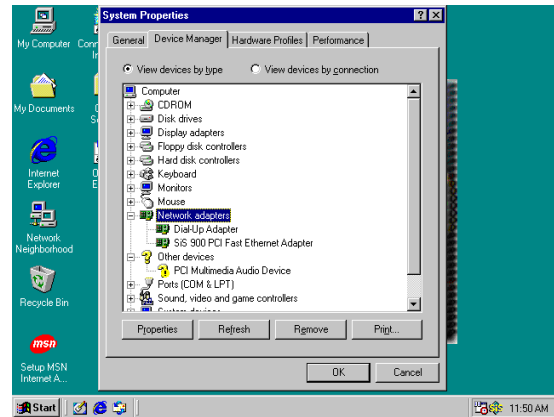 System Properties
General
Device Manager
Hardware Profiles
Performance
View devices by type
View devices by connection
Computer
CDROM
Disk drives
Display adapters
Floppy disk controllers
Hard disk controllers
Keyboard
Monitors
Mouse
Network adapters
Dial-Up Adapter
SiS 900 PCI Fast Ethernet Adapter
Other devices
PCI Multimedia Audio Device
Ports (COM & LPT)
Sound, video and game controllers
Properties
Refresh
Remove
Print...
OK
Cancel
My Computer
My Documents
Internet
Explorer
Network
Neighborhood
Recycle Bin
msn
Setup MSN
Internet A...
Start
11:50 AM